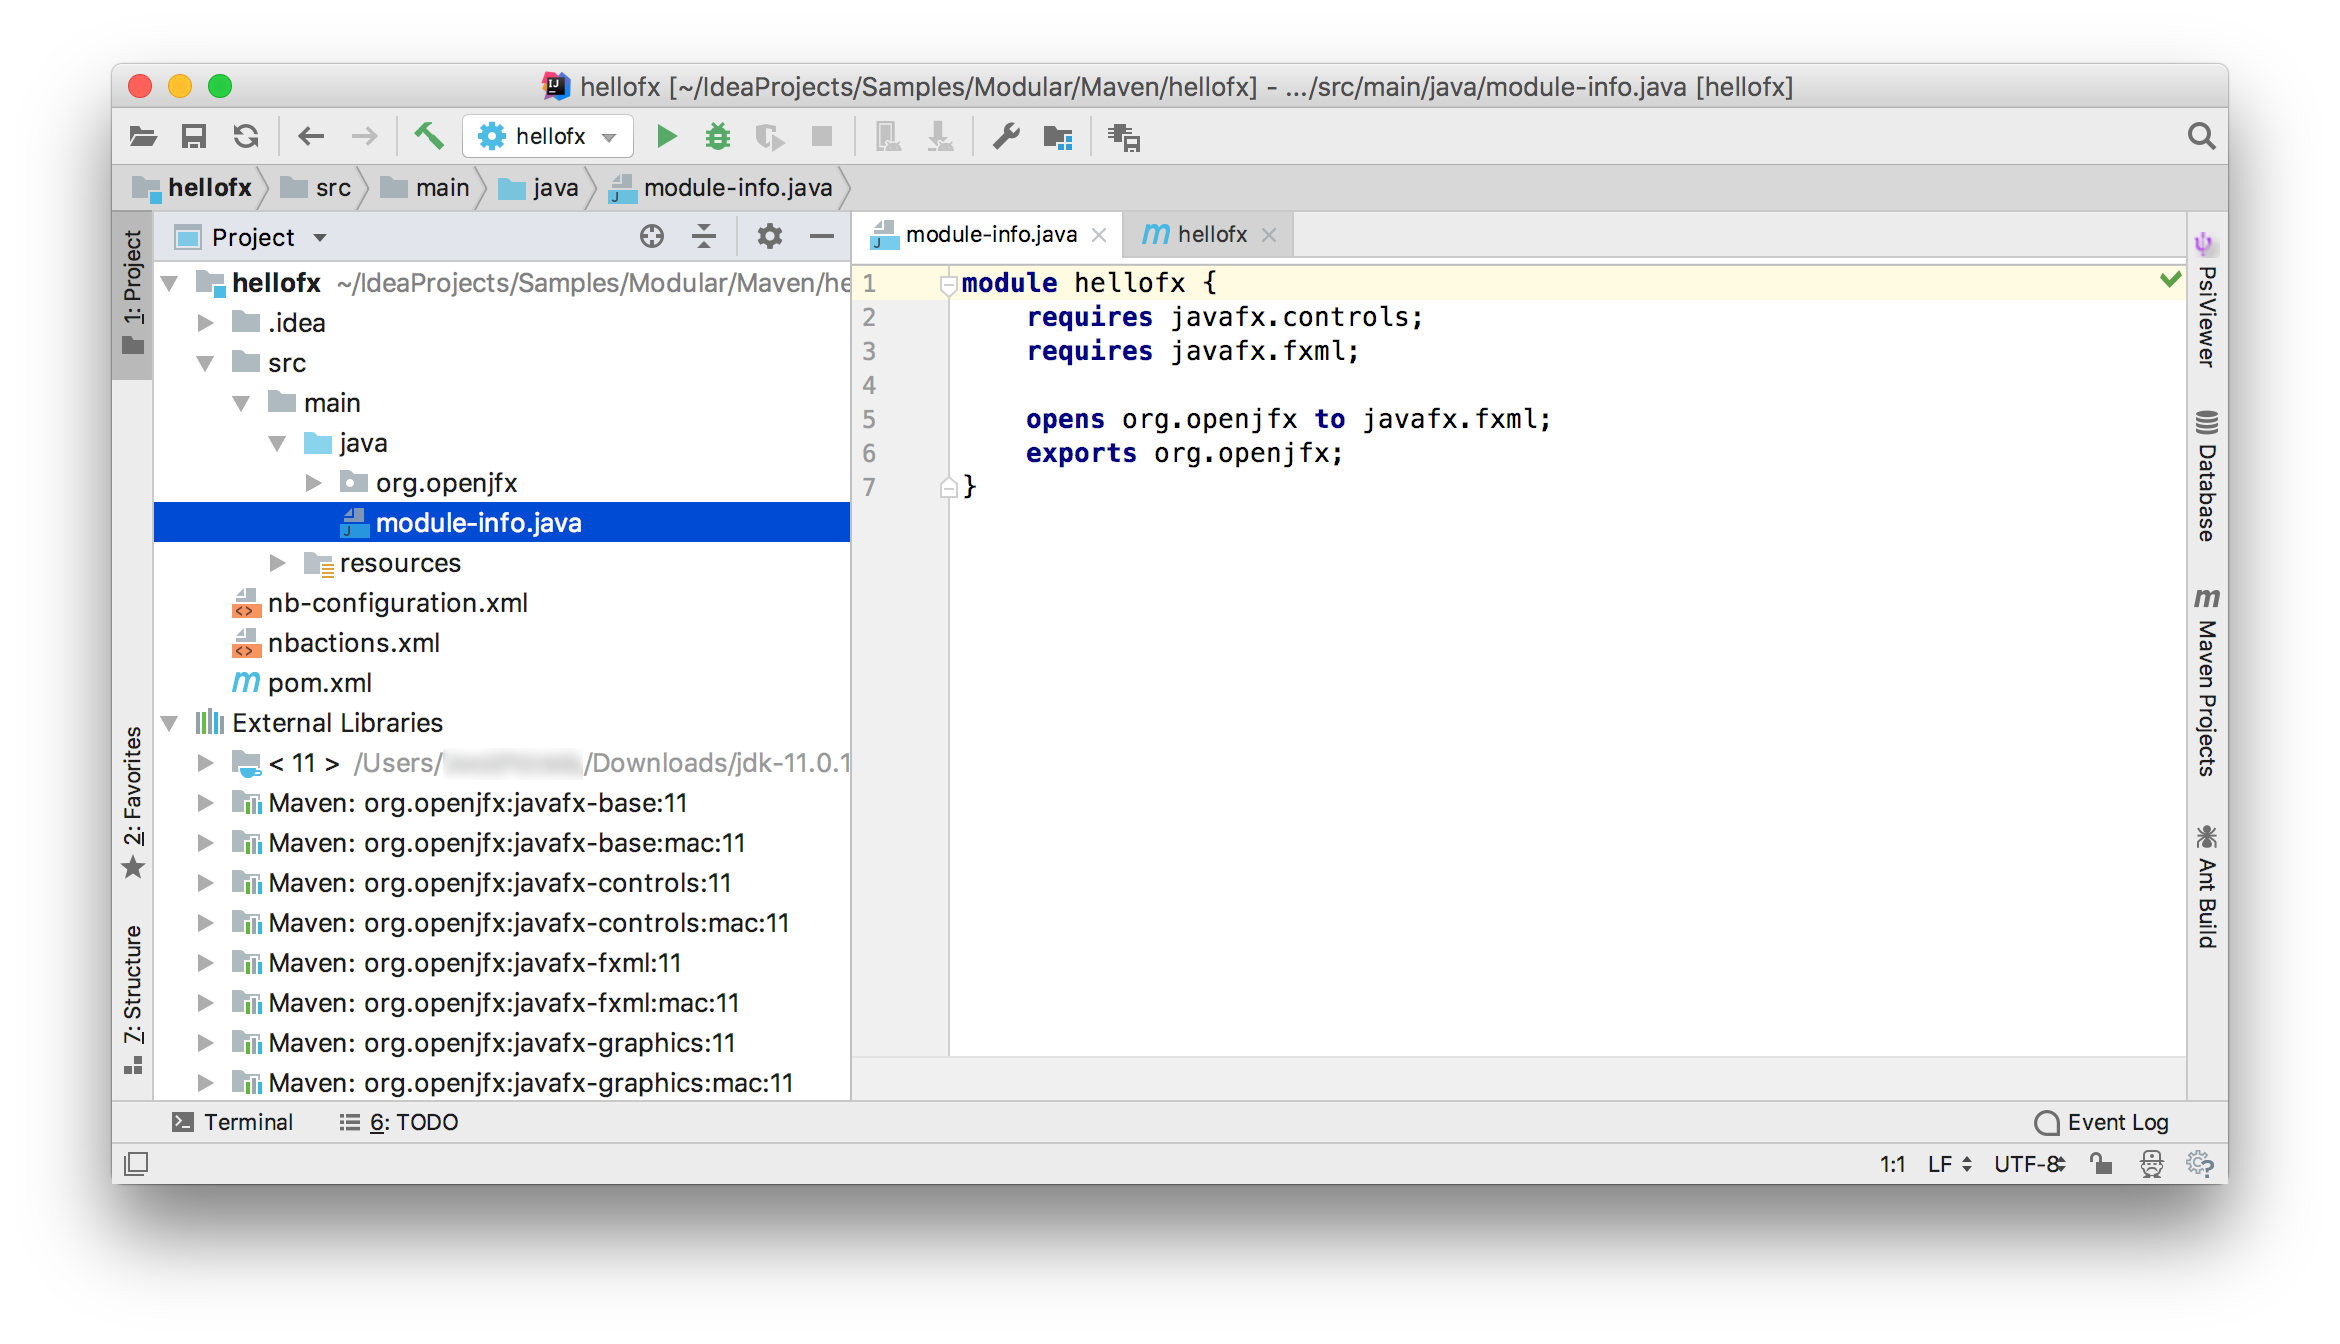 hellofx [~/IdeaProjects/Samples/Modular/Maven/hellofx] - .../src/main/java/module-info.java [hellofx]
hellofx
hellofx src main java module-info.java
1: Project
2: Favorites
7: Structure
Project
hellofx ~/IdeaProjects/Samples/Modular/Maven/he
.idea
src
main
java
org.openjfx
module-info.java
resources
nb-configuration.xml
nbactions.xml
pom.xml
External Libraries
< 11 > /Users/ /Downloads/jdk-11.0.1
Maven: org.openjfx:javafx-base:11
Maven: org.openjfx:javafx-base:mac:11
Maven: org.openjfx:javafx-controls:11
Maven: org.openjfx:javafx-controls:mac:11
Maven: org.openjfx:javafx-fxml:11
Maven: org.openjfx:javafx-fxml:mac:11
Maven: org.openjfx:javafx-graphics:11
Maven: org.openjfx:javafx-graphics:mac:11
module-info.java hellofx
1 module hellofx {
2 requires javafx.controls;
3 requires javafx.fxml;
4
5 opens org.openjfx to javafx.fxml;
6 exports org.openjfx;
7 }
PsiViewer
Database
Maven Projects
Ant Build
Terminal 6: TODO Event Log
1:1 LF UTF-8